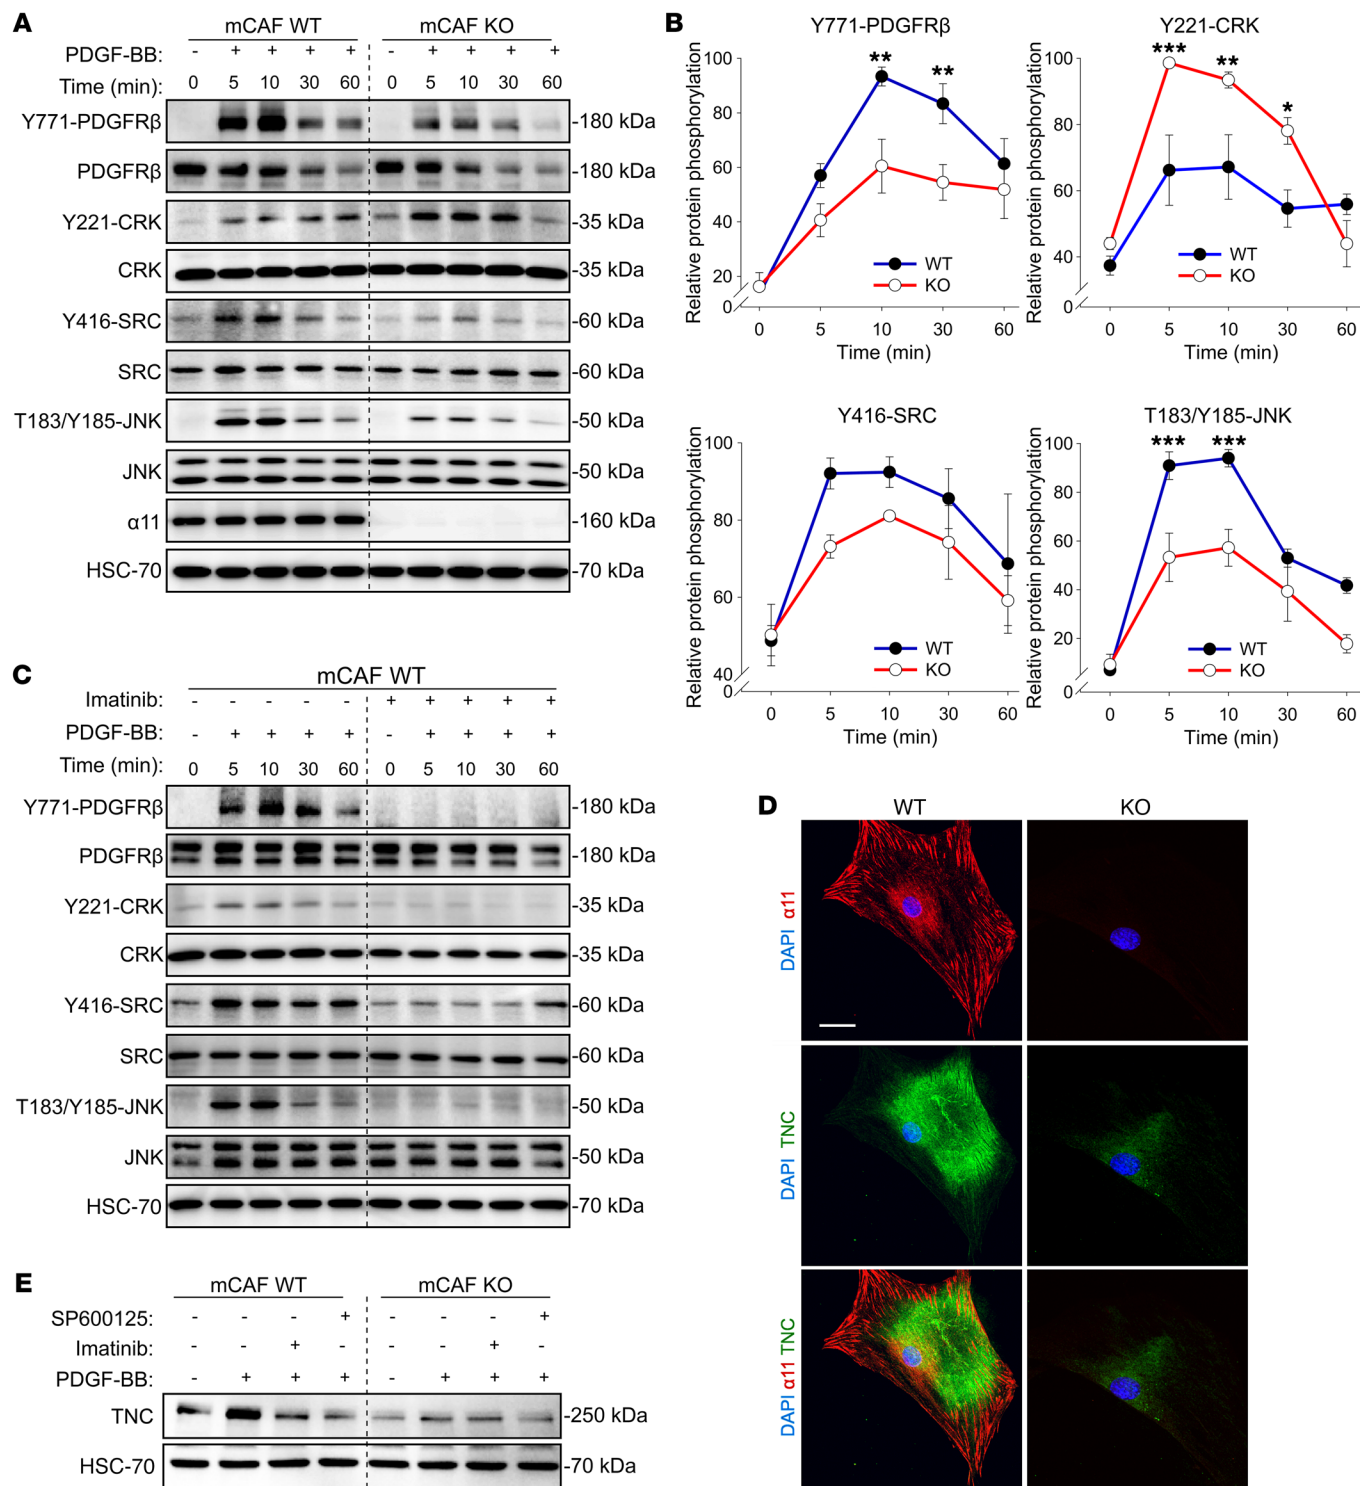 A
mCAF WT mCAF KO
PDGF-BB: - + + + + - + + + +
Time (min): 0 5 10 30 60 0 5 10 30 60
Y771-PDGFRβ -180 kDa
PDGFRβ -180 kDa
Y221-CRK -35 kDa
CRK -35 kDa
Y416-SRC -60 kDa
SRC -60 kDa
T183/Y185-JNK -50 kDa
JNK -50 kDa
α11 -160 kDa
HSC-70 -70 kDa
B
Y771-PDGFRβ
Relative protein phosphorylation
100
80
60
40
20
0
** **
WT
KO
0 5 10 30 60
Time (min)
Y221-CRK
Relative protein phosphorylation
100
80
60
40
0
*** ** *
WT
KO
0 5 10 30 60
Time (min)
Y416-SRC
Relative protein phosphorylation
100
80
60
40
0
WT
KO
0 5 10 30 60
Time (min)
T183/Y185-JNK
Relative protein phosphorylation
100
80
60
40
20
0
*** ***
WT
KO
0 5 10 30 60
Time (min)
C
mCAF WT
Imatinib: - - - - - + + + + +
PDGF-BB: - + + + + - + + + +
Time (min): 0 5 10 30 60 0 5 10 30 60
Y771-PDGFRβ -180 kDa
PDGFRβ -180 kDa
Y221-CRK -35 kDa
CRK -35 kDa
Y416-SRC -60 kDa
SRC -60 kDa
T183/Y185-JNK -50 kDa
JNK -50 kDa
HSC-70 -70 kDa
D
WT KO
DAPI α11
DAPI TNC
DAPI α11 TNC
E
mCAF WT mCAF KO
SP600125: - - - + - - - +
Imatinib: - - + - - - + -
PDGF-BB: - + + + - + + +
TNC -250 kDa
HSC-70 -70 kDa